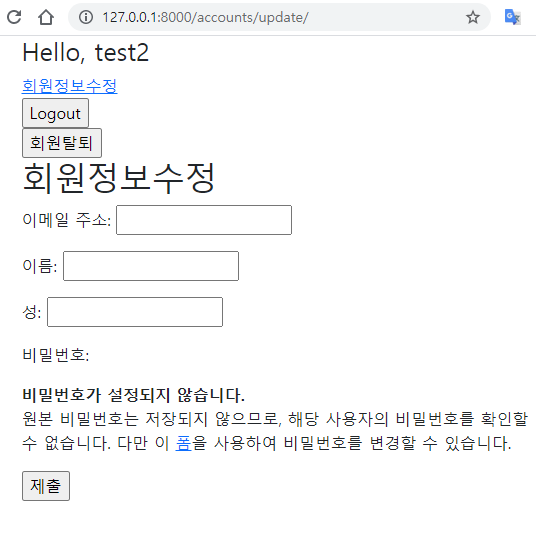 127.0.0.1:8000/accounts/update/
Hello, test2
회원정보수정
Logout
회원탈퇴
회원정보수정
이메일 주소:
이름:
성:
비밀번호:
비밀번호가 설정되지 않습니다.
원본 비밀번호는 저장되지 않으므로, 해당 사용자의 비밀번호를 확인할
수 없습니다. 다만 이 폼을 사용하여 비밀번호를 변경할 수 있습니다.
제출